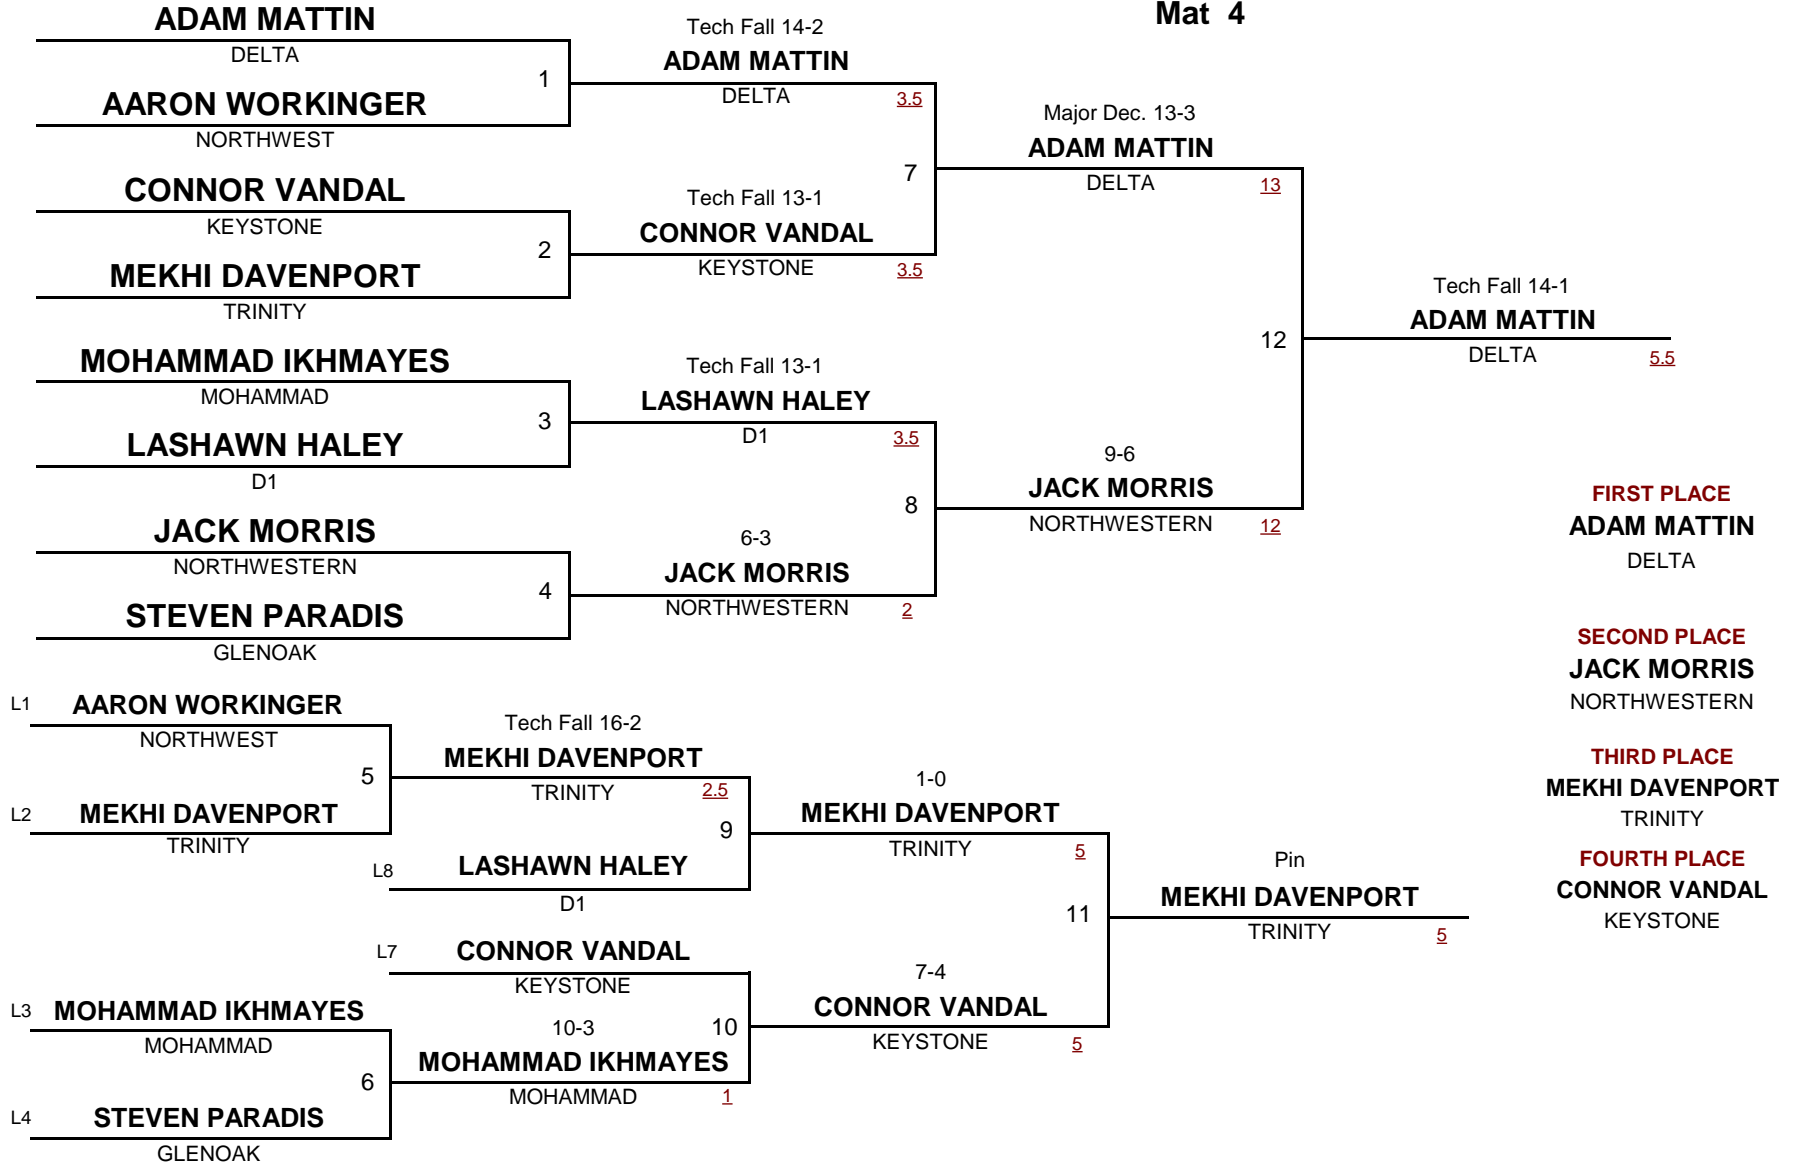 Mat 4
ADAM MATTIN
DELTA
1
AARON WORKINGER
NORTHWEST
CONNOR VANDAL
KEYSTONE
2
MEKHI DAVENPORT
TRINITY
MOHAMMAD IKHMAYES
MOHAMMAD
3
LASHAWN HALEY
D1
JACK MORRIS
NORTHWESTERN
4
STEVEN PARADIS
GLENOAK
Tech Fall 14-2
ADAM MATTIN
DELTA 3.5
7
Tech Fall 13-1
CONNOR VANDAL
KEYSTONE 3.5
Tech Fall 13-1
LASHAWN HALEY
D1 3.5
8
6-3
JACK MORRIS
NORTHWESTERN 2
Major Dec. 13-3
ADAM MATTIN
DELTA 13
12
9-6
JACK MORRIS
NORTHWESTERN 12
Tech Fall 14-1
ADAM MATTIN
DELTA 5.5
FIRST PLACE
ADAM MATTIN
DELTA
SECOND PLACE
JACK MORRIS
NORTHWESTERN
THIRD PLACE
MEKHI DAVENPORT
TRINITY
FOURTH PLACE
CONNOR VANDAL
KEYSTONE
L1 AARON WORKINGER
NORTHWEST
5
L2 MEKHI DAVENPORT
TRINITY
L3 MOHAMMAD IKHMAYES
MOHAMMAD
6
L4 STEVEN PARADIS
GLENOAK
Tech Fall 16-2
MEKHI DAVENPORT
TRINITY 2.5
9
L8 LASHAWN HALEY
D1
L7 CONNOR VANDAL
KEYSTONE
10-3 10
MOHAMMAD IKHMAYES
MOHAMMAD 1
1-0
MEKHI DAVENPORT
TRINITY 5
11
7-4
CONNOR VANDAL
KEYSTONE 5
Pin
MEKHI DAVENPORT
TRINITY 5